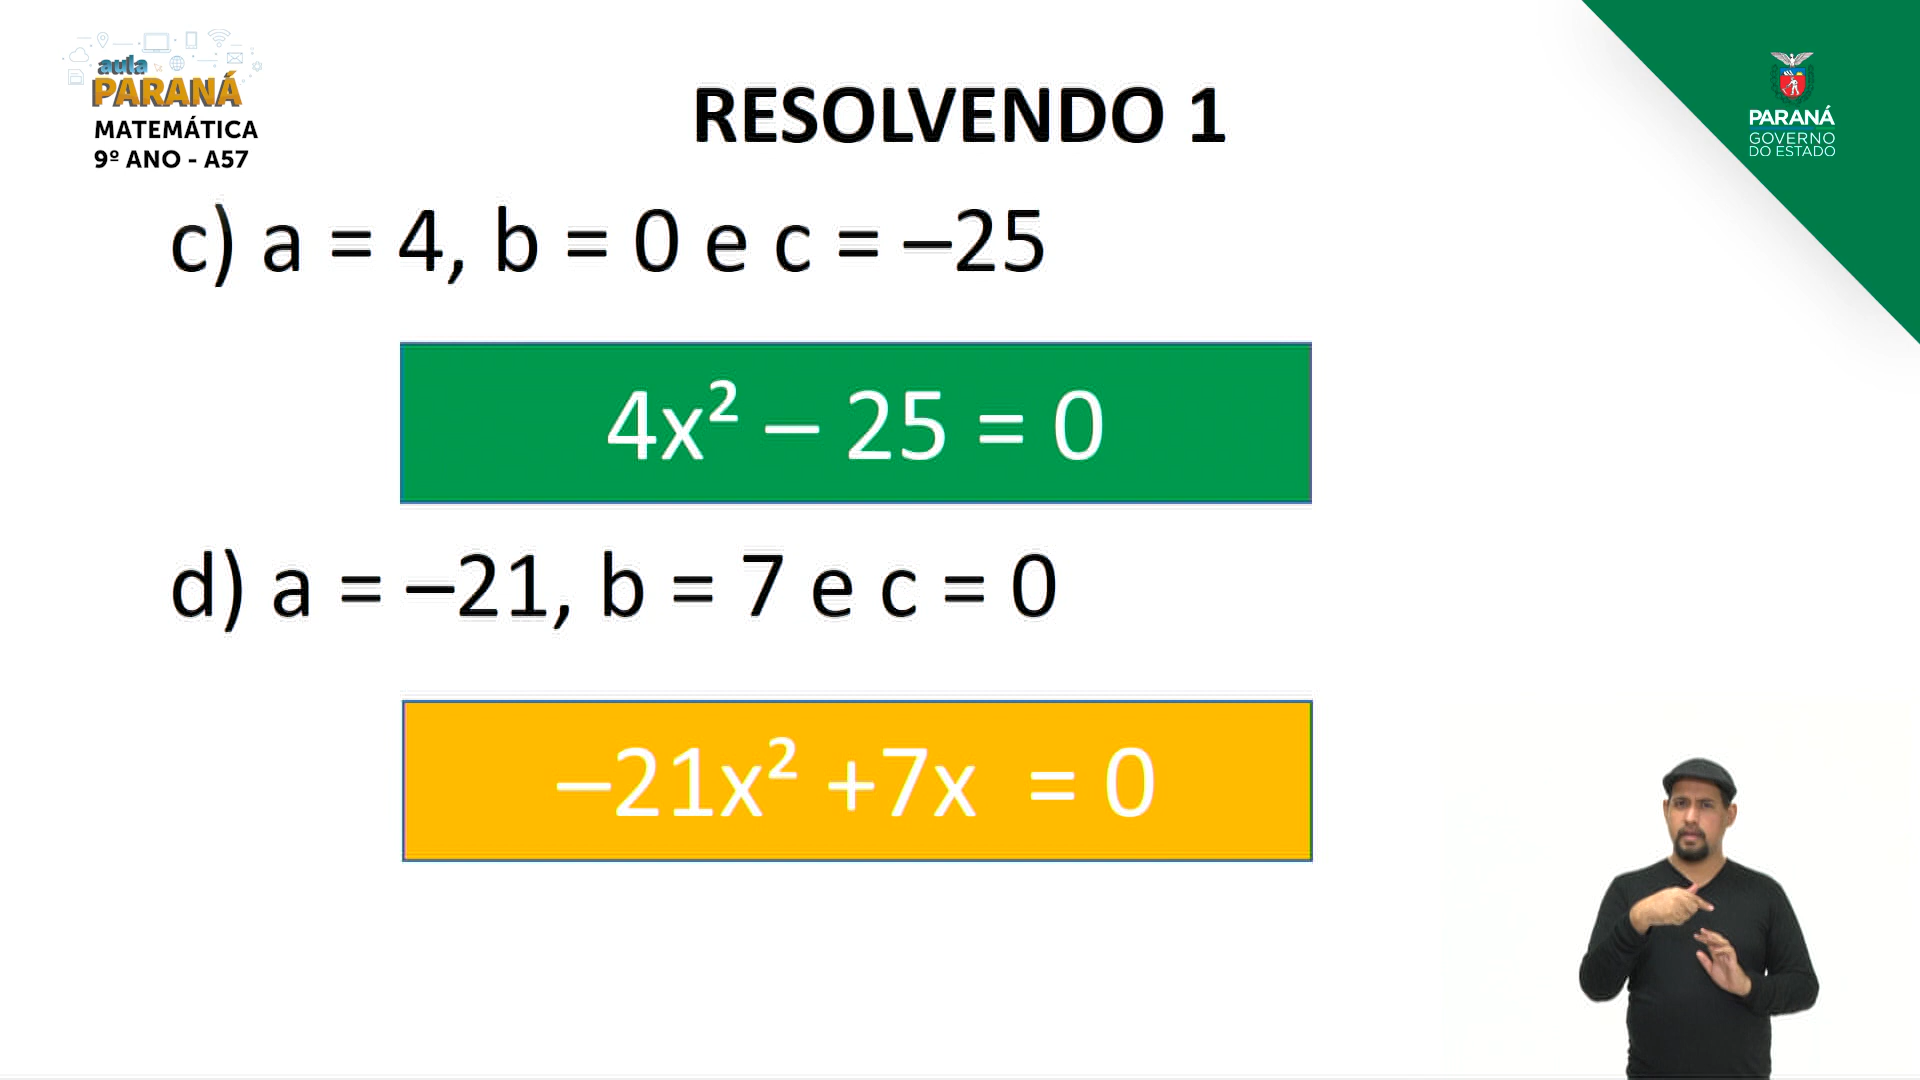 aula
PARANÁ
MATEMÁTICA
9º ANO - A57
RESOLVENDO 1
PARANÁ
GOVERNO
DO ESTADO
c) a = 4, b = 0 e c = –25
4x² – 25 = 0
d) a = –21, b = 7 e c = 0
–21x² +7x = 0